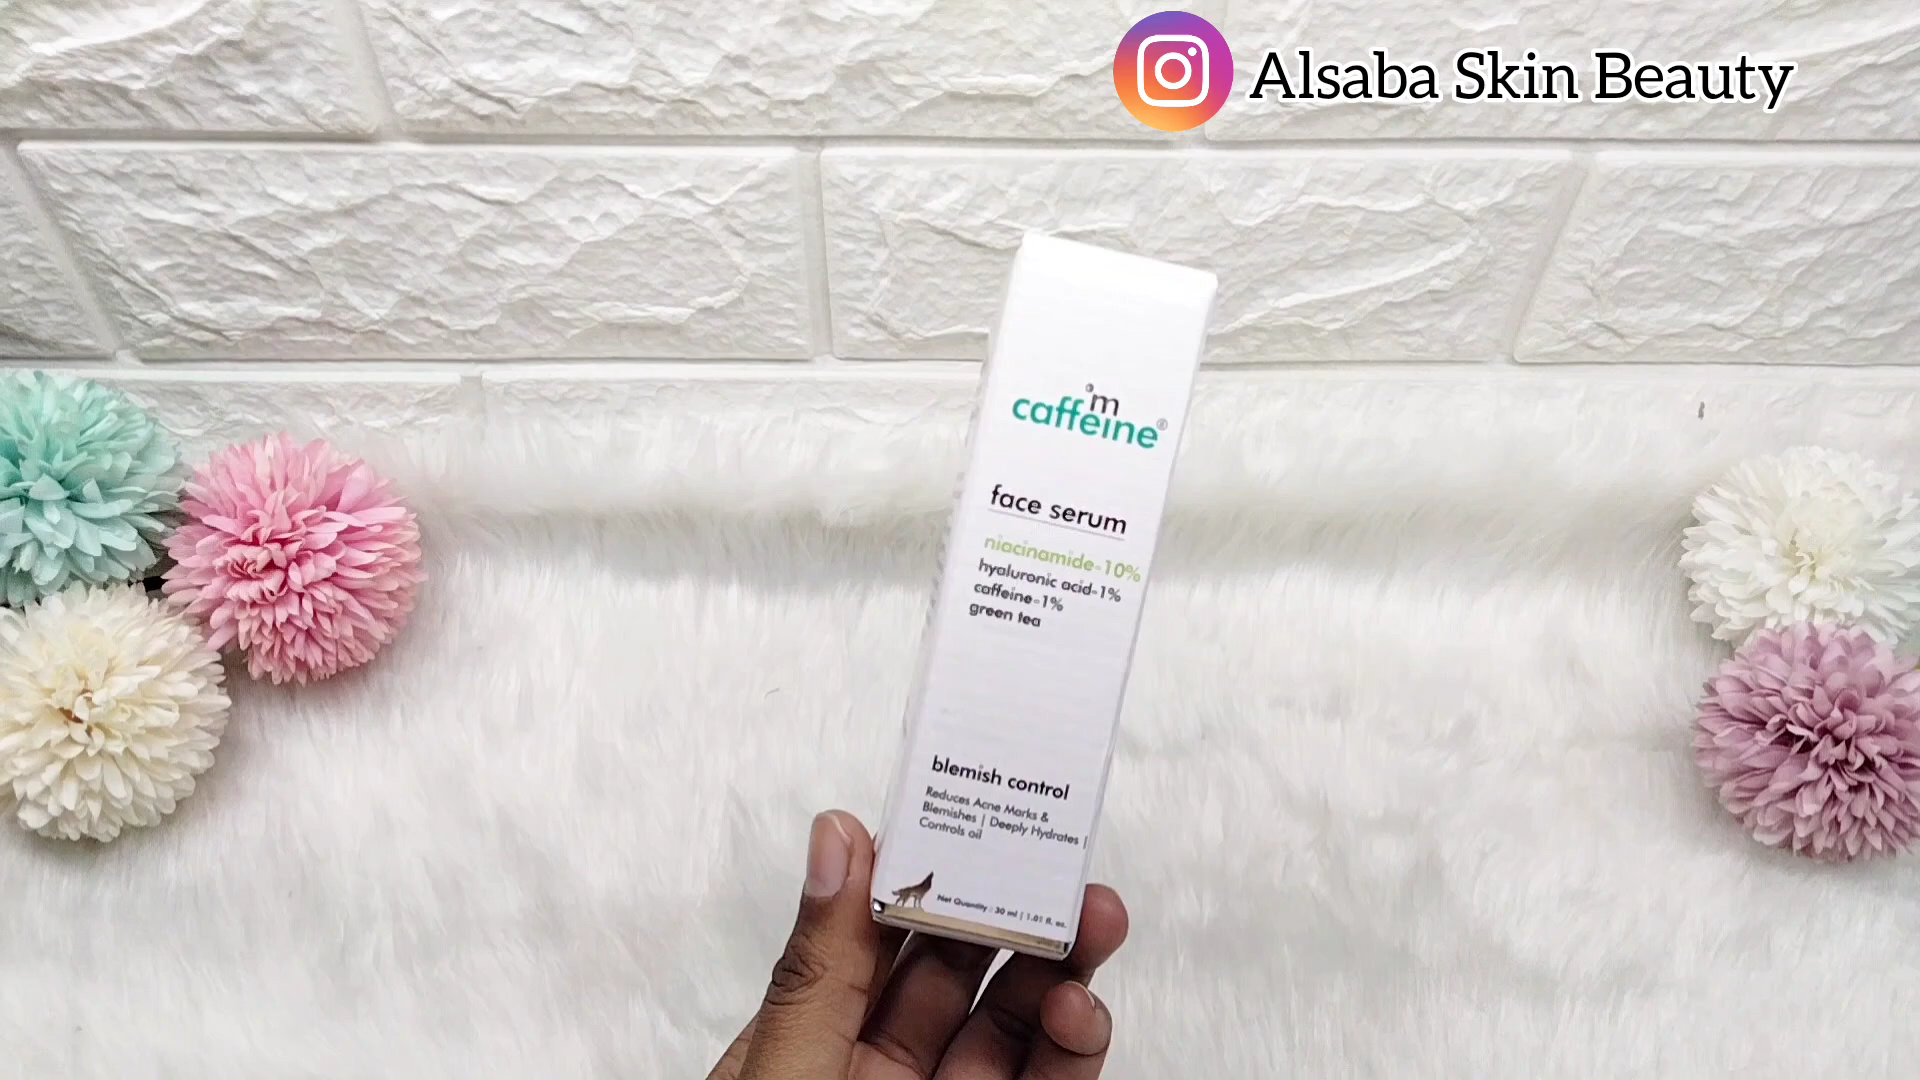 Alsaba Skin Beauty
i'm
caffeine®
face serum
niacinamide-10%
hyaluronic acid-1%
caffeine-1%
green tea
blemish control
Reduces Acne Marks &
Blemishes | Deeply Hydrates |
Controls oil
Net Quantity : 30 ml | 1.01 fl. oz.